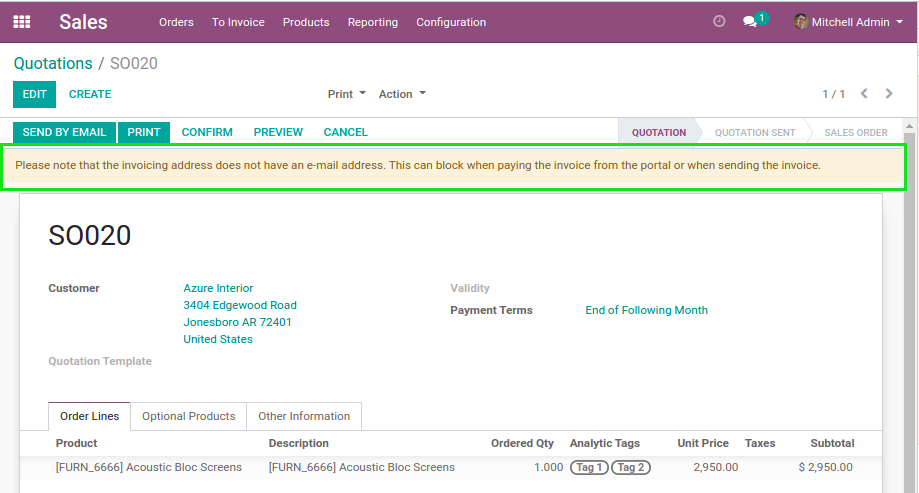 Sales Orders To Invoice Products Reporting Configuration 1 Mitchell Admin
Quotations / SO020
EDIT CREATE Print Action 1 / 1
SEND BY EMAIL PRINT CONFIRM PREVIEW CANCEL QUOTATION QUOTATION SENT SALES ORDER
Please note that the invoicing address does not have an e-mail address. This can block when paying the invoice from the portal or when sending the invoice.
SO020
Customer Azure Interior Validity
3404 Edgewood Road Payment Terms End of Following Month
Jonesboro AR 72401
United States
Quotation Template
Order Lines Optional Products Other Information
Product Description Ordered Qty Analytic Tags Unit Price Taxes Subtotal
[FURN_6666] Acoustic Bloc Screens [FURN_6666] Acoustic Bloc Screens 1.000 Tag 1 Tag 2 2,950.00 $ 2,950.00